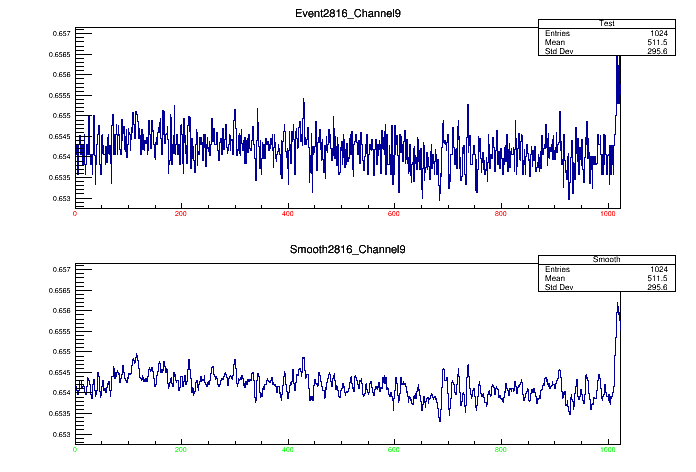 Event2816_Channel9
Test
Entries 1024
Mean 511.5
Std Dev 295.6
0.657
0.6565
0.656
0.6555
0.655
0.6545
0.654
0.6535
0.653
0 200 400 600 800 1000
Smooth2816_Channel9
Smooth
Entries 1024
Mean 511.5
Std Dev 295.6
0.657
0.6565
0.656
0.6555
0.655
0.6545
0.654
0.6535
0.653
0 200 400 600 800 1000